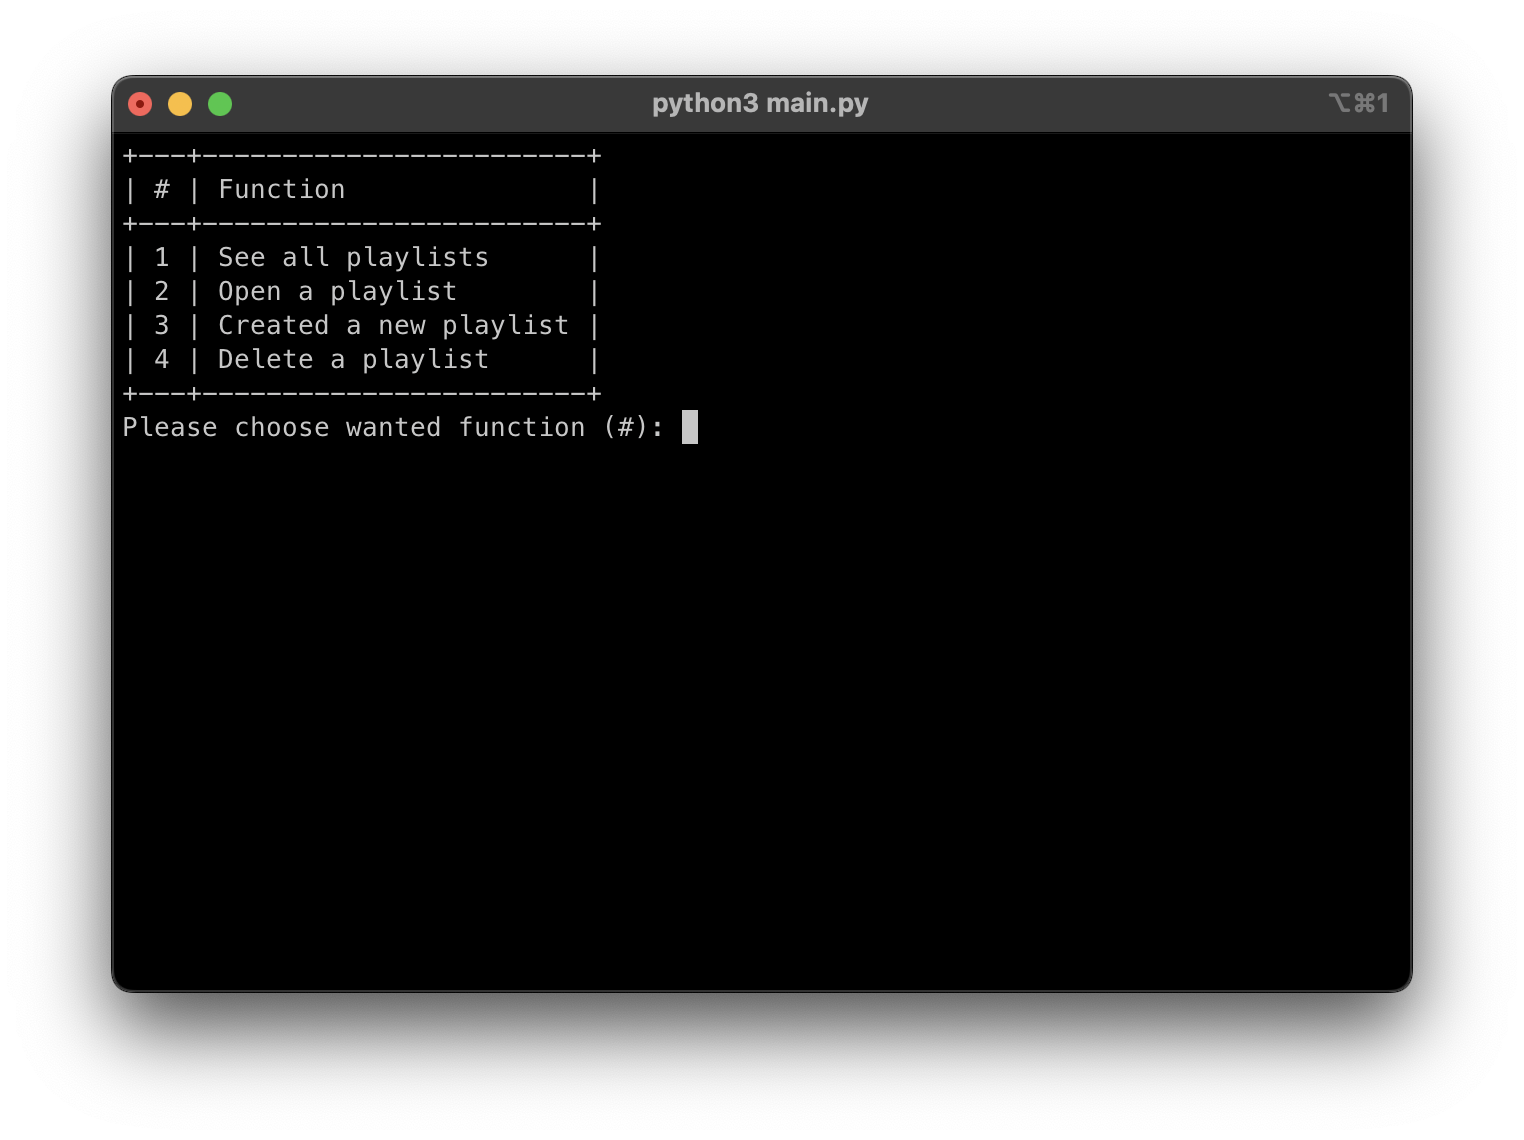 python3 main.py ⌥⌘1
+---+------------------------+
| # | Function               |
+---+------------------------+
| 1 | See all playlists      |
| 2 | Open a playlist        |
| 3 | Created a new playlist |
| 4 | Delete a playlist      |
+---+------------------------+
Please choose wanted function (#):